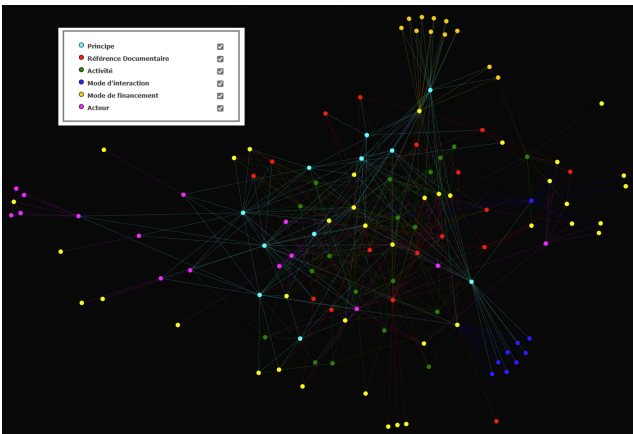 Principe
Référence Documentaire
Activité
Mode d'interaction
Mode de financement
Acteur